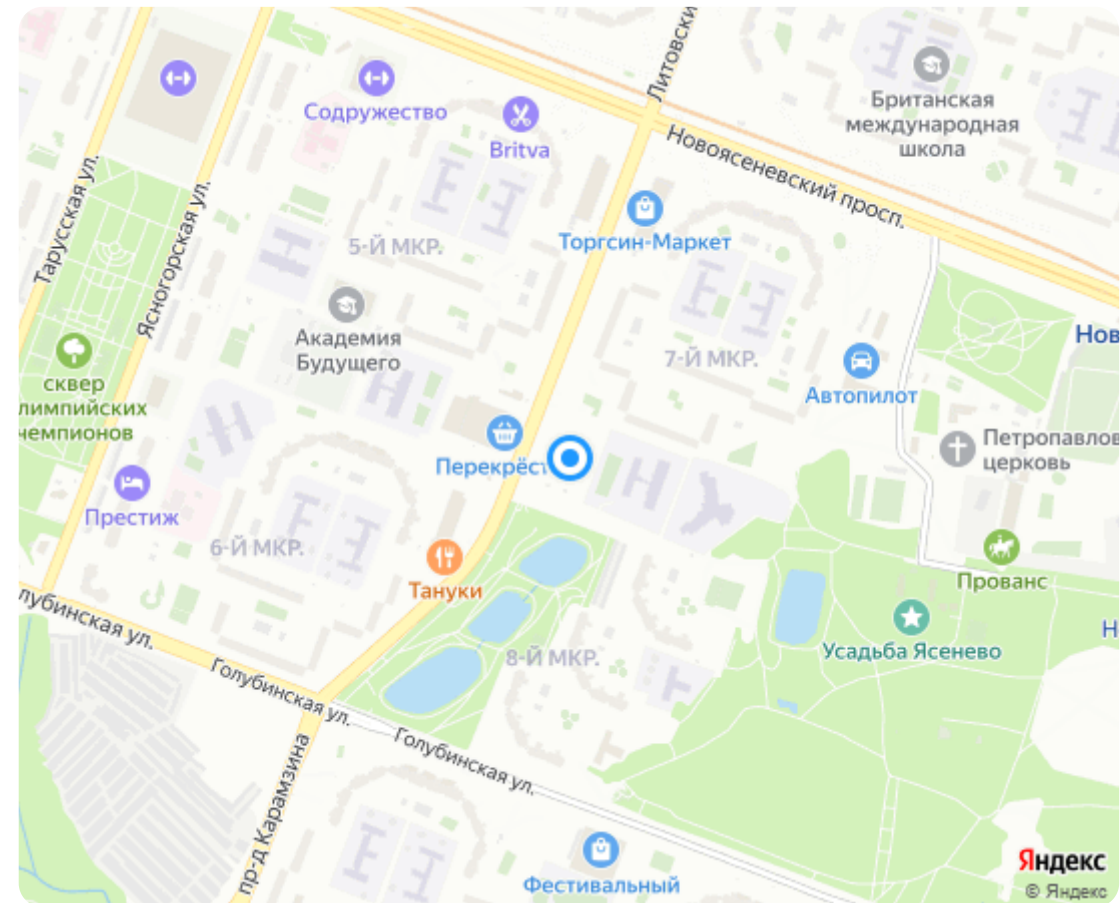 Литовски
Содружество
Britva
Британская
международная
школа
Новоясеневский просп.
Тарусская ул.
Ясногорская ул.
Торгсин-Маркет
5-Й МКР.
Академия
Будущего
7-Й МКР.
Нов
Автопилот
сквер
лимпийских
чемпионов
Перекрёст
Петропавлов
церковь
Престиж
6-Й МКР.
Тануки
Прованс
лубинская ул.
Усадьба Ясенево
Н
8-Й МКР.
Голубинская ул.
Голубинская ул.
пр-д Карамзина
Фестивальный
Яндекс
© Яндекс